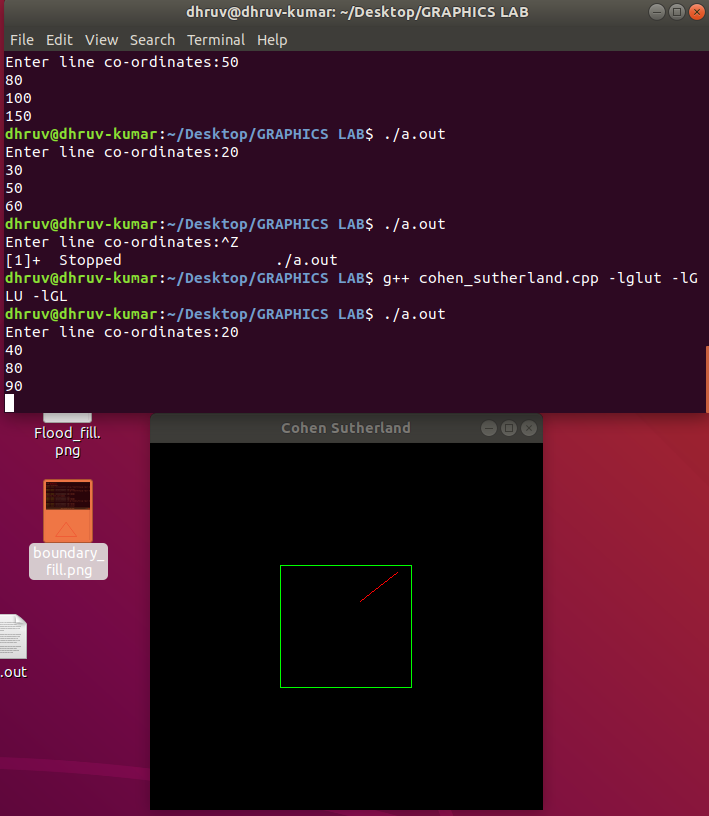 dhruv@dhruv-kumar: ~/Desktop/GRAPHICS LAB
File Edit View Search Terminal Help
Enter line co-ordinates:50
80
100
150
dhruv@dhruv-kumar:~/Desktop/GRAPHICS LAB$ ./a.out
Enter line co-ordinates:20
30
50
60
dhruv@dhruv-kumar:~/Desktop/GRAPHICS LAB$ ./a.out
Enter line co-ordinates:^Z
[1]+  Stopped                 ./a.out
dhruv@dhruv-kumar:~/Desktop/GRAPHICS LAB$ g++ cohen_sutherland.cpp -lglut -lG
LU -lGL
dhruv@dhruv-kumar:~/Desktop/GRAPHICS LAB$ ./a.out
Enter line co-ordinates:20
40
80
90
Flood_fill.
png
Cohen Sutherland
boundary_
fill.png
.out